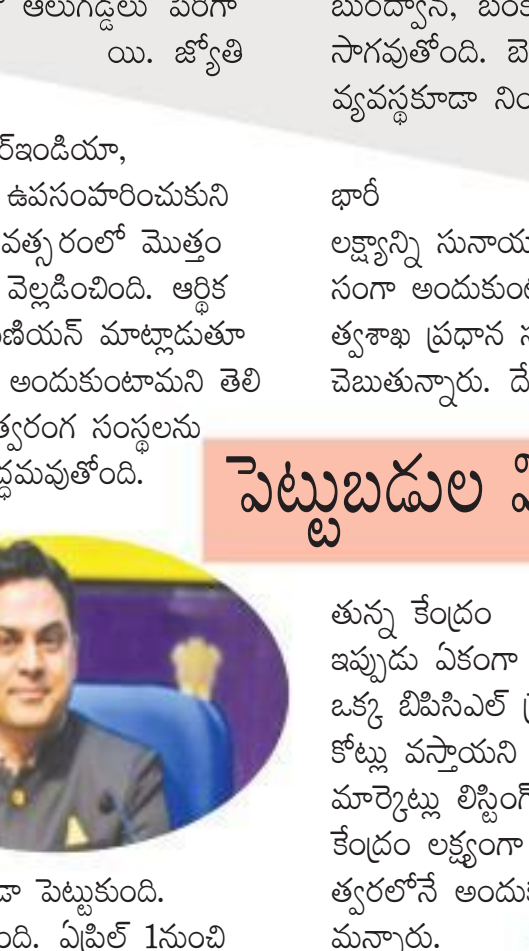 ఆలుగడ్డలు పెరిగా
యి. జ్యోతి
ర్ఇండియా,
ఉపసంహరించుకుని
వత్సరంలో మొత్తం
వెల్లడించింది. ఆర్థిక
ణియన్ మాట్లాడుతూ
అందుకుంటామని తెలి
త్వరంగ సంస్థలను
ద్ధమవుతోంది.
డా పెట్టుకుంది.
ంది. ఏప్రిల్ 1నుంచి
బుంద్వాన్, బంక
సాగవుతోంది. బె
వ్యవస్థకూడా నిం
భారీ
లక్ష్యాన్ని సునాయ
సంగా అందుకుంట
త్వశాఖ ప్రధాన స
చెబుతున్నారు. దే
పెట్టుబడుల
తున్న కేంద్రం
ఇప్పుడు ఏకంగా
ఒక్క బిపిసిఎల్
కోట్లు వస్తాయని
మార్కెట్లు లిస్టింగ్
కేంద్రం లక్ష్యంగా
త్వరలోనే అందుక
మన్నారు.